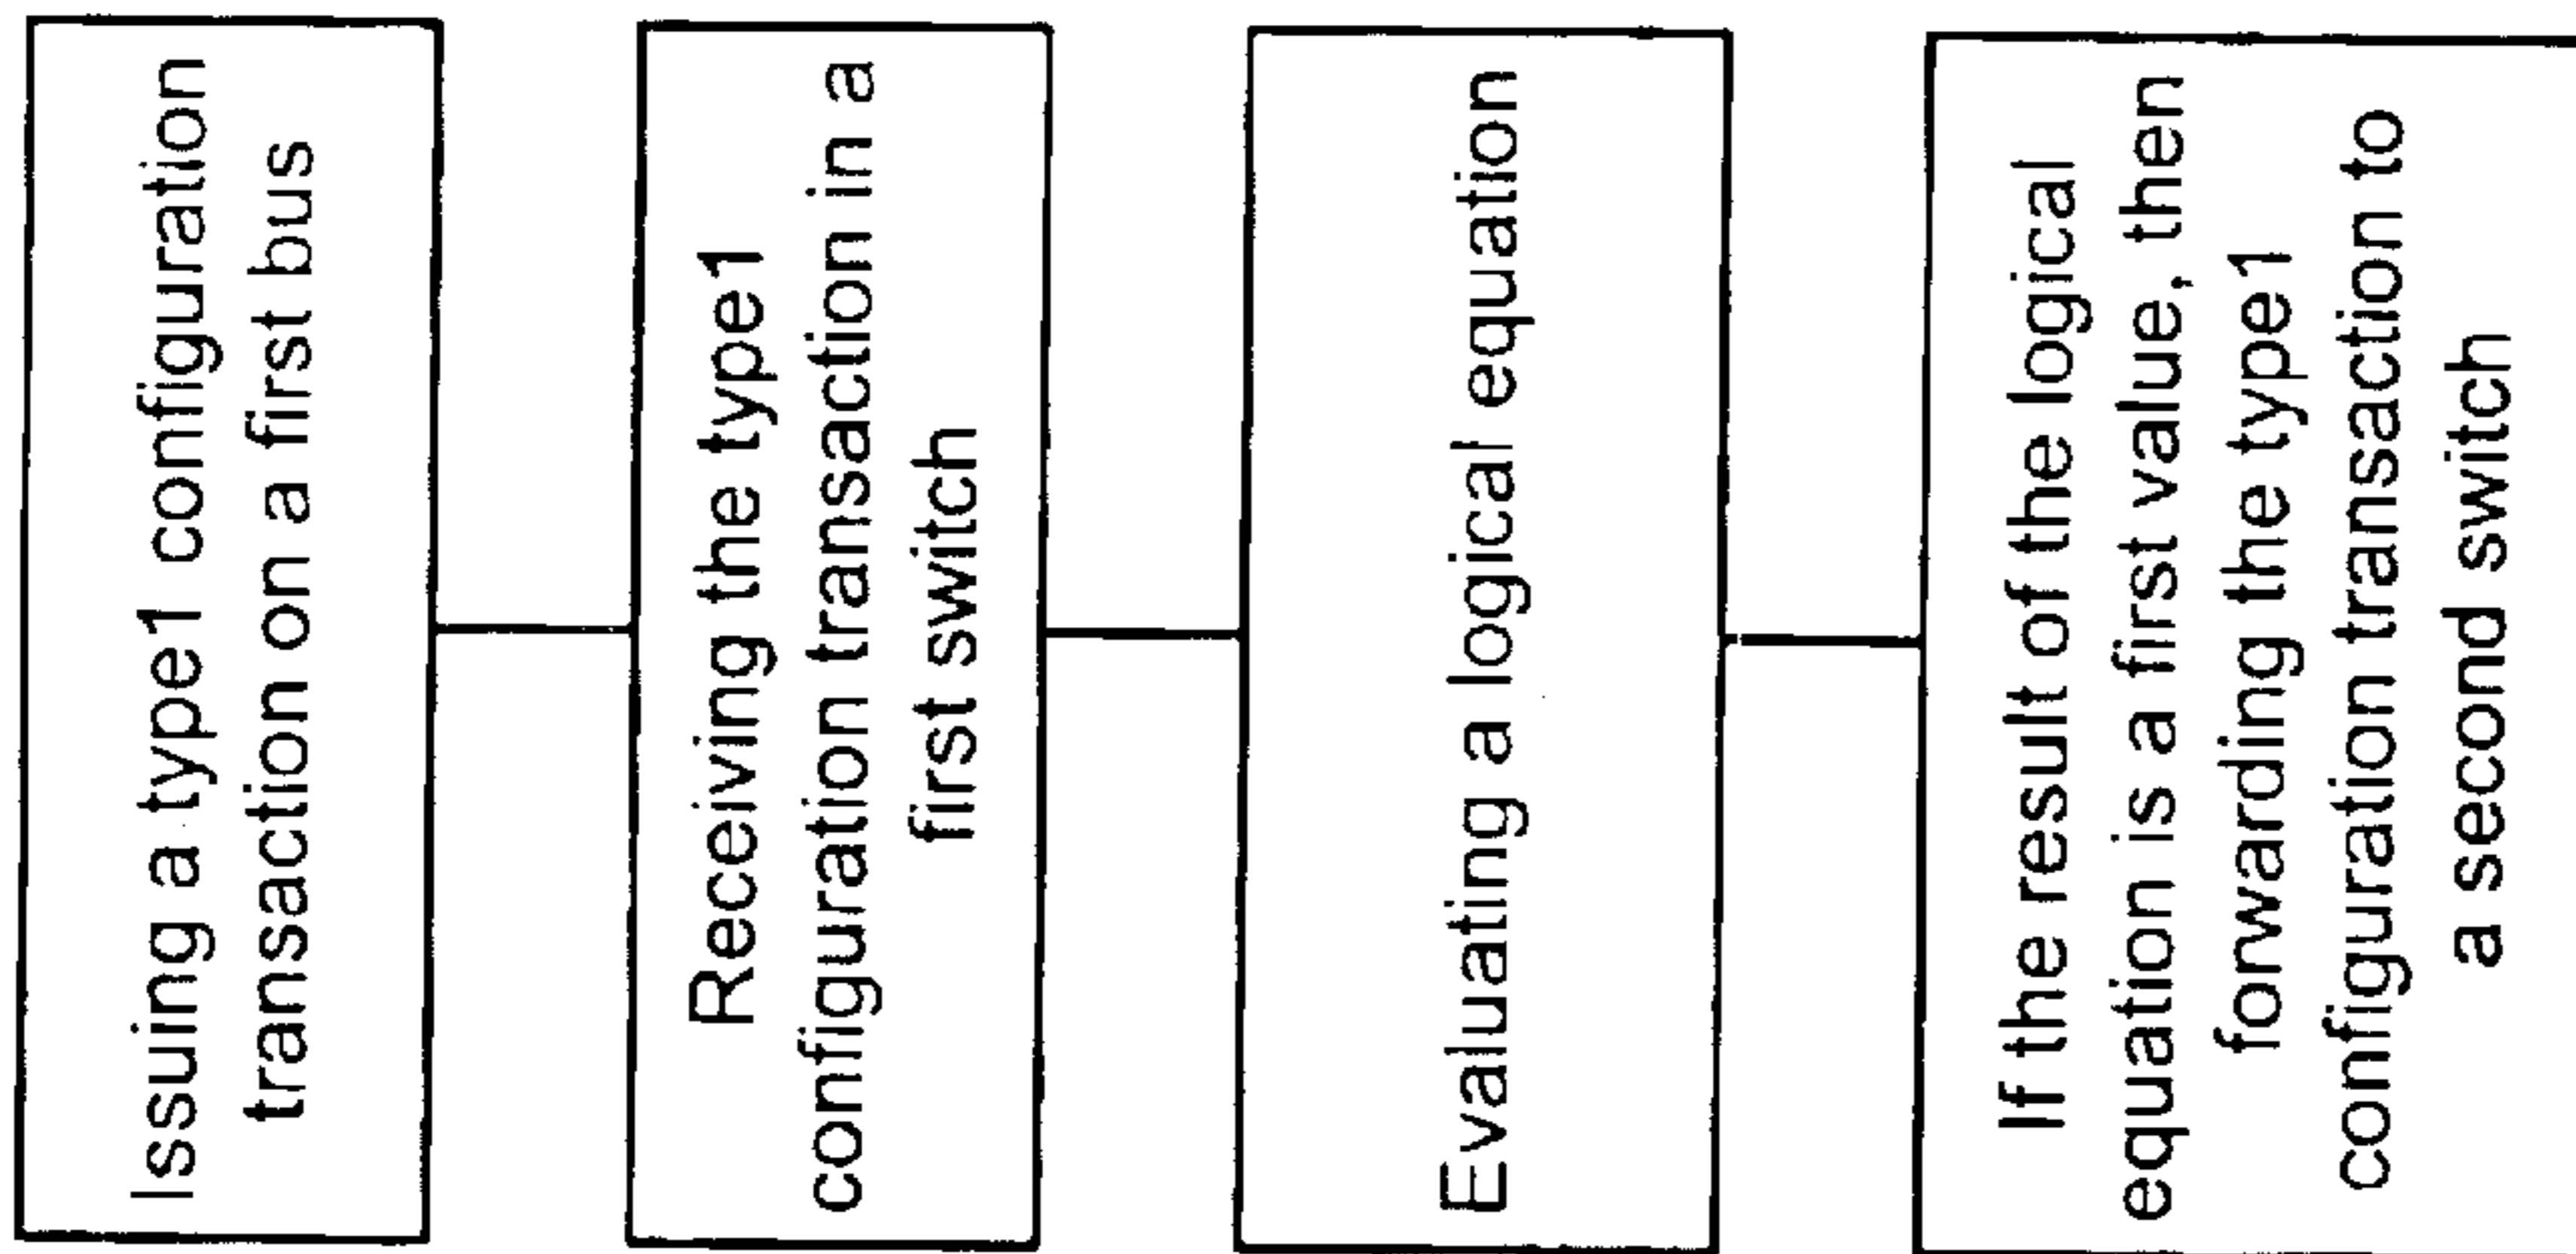 Issuing a type1 configuration
transaction on a first bus
Receiving the type1
configuration transaction in a
first switch
Evaluating a logical equation
If the result of the logical
equation is a first value, then
forwarding the type1
configuration transaction to
a second switch